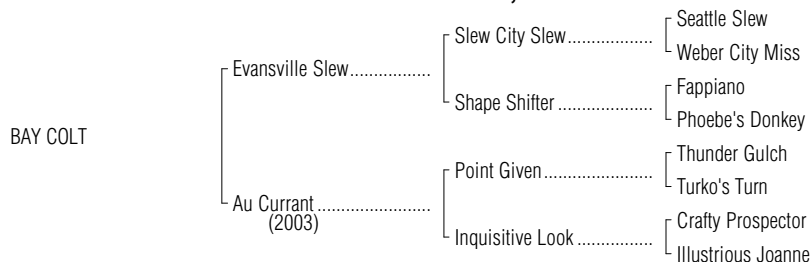 Seattle Slew
Slew City Slew..................
Weber City Miss
Evansville Slew.................
Fappiano
Shape Shifter ...................
Phoebe's Donkey
BAY COLT
Thunder Gulch
Point Given......................
Turko's Turn
Au Currant ........................
(2003)
Crafty Prospector
Inquisitive Look ................
Illustrious Joanne